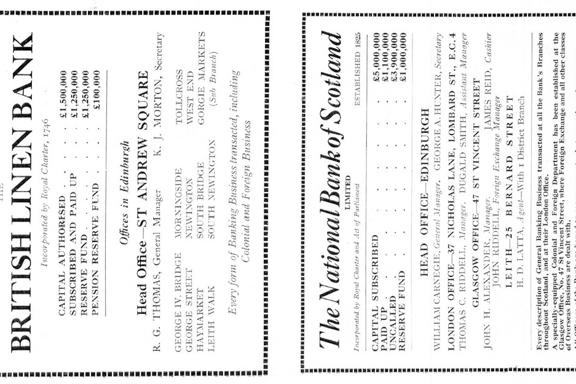 THE
BRITISH LINEN BANK
Incorporated by Royal Charter, 1746
CAPITAL AUTHORISED . . . £1,500,000
SUBSCRIBED AND PAID UP . . £1,250,000
RESERVE FUND . . . . £1,250,000
PENSION RESERVE FUND . . £100,000
Offices in Edinburgh
Head Office—ST ANDREW SQUARE
R. G. THOMAS, General Manager K. J. MORTON, Secretary
GEORGE IV. BRIDGE MORNINGSIDE TOLLCROSS
GEORGE STREET NEWINGTON WEST END
HAYMARKET SOUTH BRIDGE GORGIE MARKETS
LEITH WALK SOUTH NEWINGTON (Sub Branch)
Every form of Banking Business transacted, including
Colonial and Foreign Business
The National Bank of Scotland
LIMITED
Incorporated by Royal Charter and Act of Parliament ESTABLISHED 1825
CAPITAL SUBSCRIBED . . . £5,000,000
PAID UP . . . . £1,100,000
UNCALLED . . . . £3,900,000
RESERVE FUND . . . . £1,000,000
HEAD OFFICE—EDINBURGH
WILLIAM CARNEGIE, General Manager, GEORGE A. HUNTER, Secretary
LONDON OFFICE—37 NICHOLAS LANE, LOMBARD ST., E.C.4
THOMAS C. RIDDELL, Manager, DUGALD SMITH, Assistant Manager
GLASGOW OFFICE—47 ST VINCENT STREET
JOHN H. ALEXANDER, Manager. JAMES REID, Cashier
JOHN RIDDELL, Foreign Exchange Manager
LEITH—25 BERNARD STREET
H. D. LATTA, Agent—With 1 District Branch
Every description of General Banking Business transacted at all the Bank's Branches
throughout Scotland, and at their London Office.
A specially-equipped Colonial and Foreign Department has been established at the
Glasgow Office, No. 47 St Vincent Street, where Foreign Exchange and all other classes
of Overseas Business are dealt with.